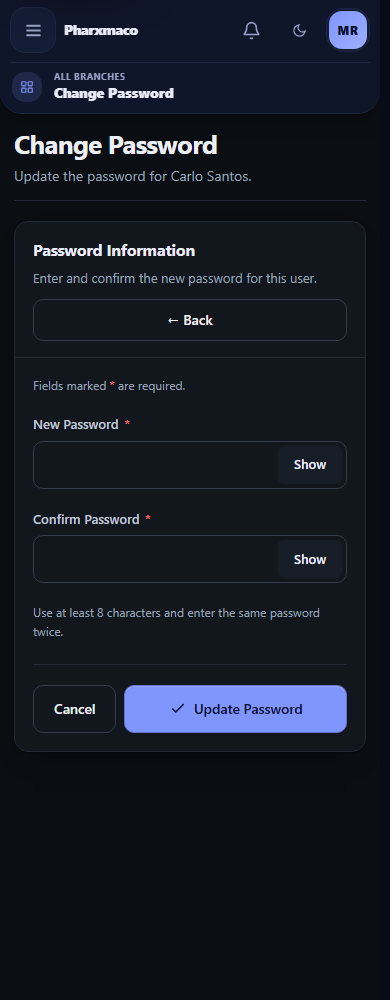 Pharxmaco
MR
ALL BRANCHES
Change Password
Change Password
Update the password for Carlo Santos.
Password Information
Enter and confirm the new password for this user.
← Back
Fields marked * are required.
New Password *
Show
Confirm Password *
Show
Use at least 8 characters and enter the same password
twice.
Cancel
Update Password